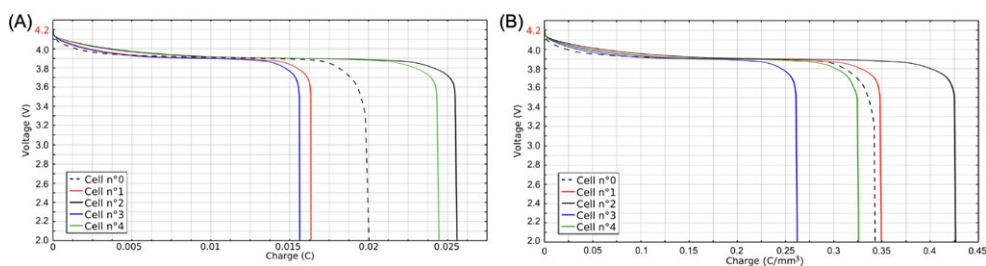 (A)
4.2
4.0
3.8
3.6
3.4
3.2
3.0
2.8
2.6
2.4
2.2
2.0
Voltage (V)
Cell n°0
Cell n°1
Cell n°2
Cell n°3
Cell n°4
0
0.005
0.01
0.015
0.02
0.025
Charge (C)
(B)
4.2
4.0
3.8
3.6
3.4
3.2
3.0
2.8
2.6
2.4
2.2
2.0
Voltage (V)
Cell n°0
Cell n°1
Cell n°2
Cell n°3
Cell n°4
0
0.05
0.1
0.15
0.2
0.25
0.3
0.35
0.4
0.45
Charge (C/mm³)